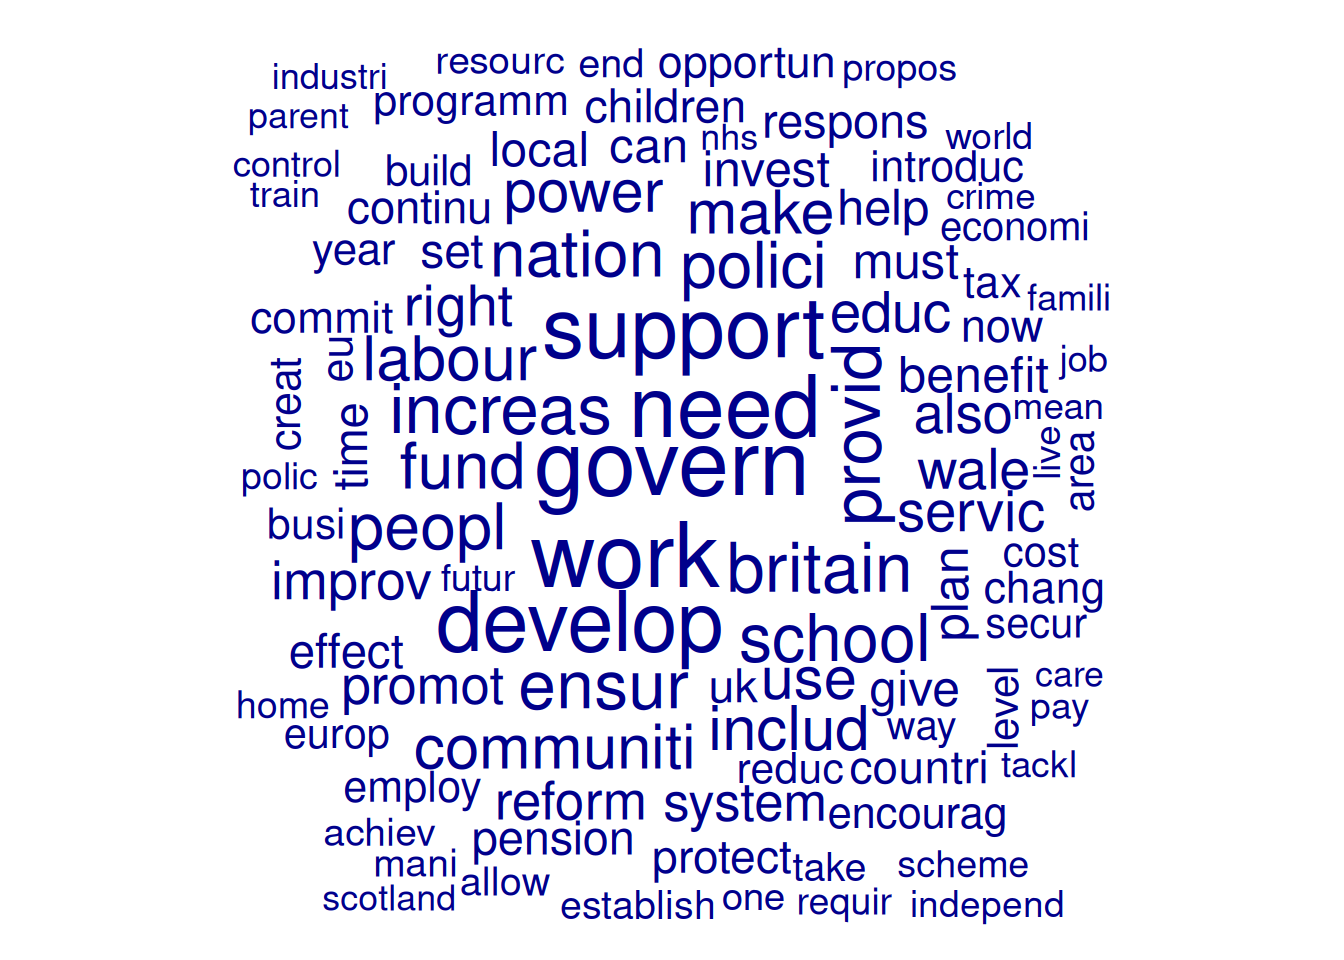 resourc end opportun propos
industri
programm children
parent respons
nhs world
local can
control build invest introduc
train power crime
continu make help economi
year set nation polici must tax
famili
commit right support educ now
eu labour job
creat provid benefit
increas need also mean
time live area
polic fund govern wale
servic
busi peopl
work britain cost
improv futur plan chang
develop school secur
effect
promot ensur uk use give level care
home pay
europ communiti includ way
reduc countri tackl
employ reform system encourag
achiev pension
mani protect take scheme
scotland allow establish one requir independ